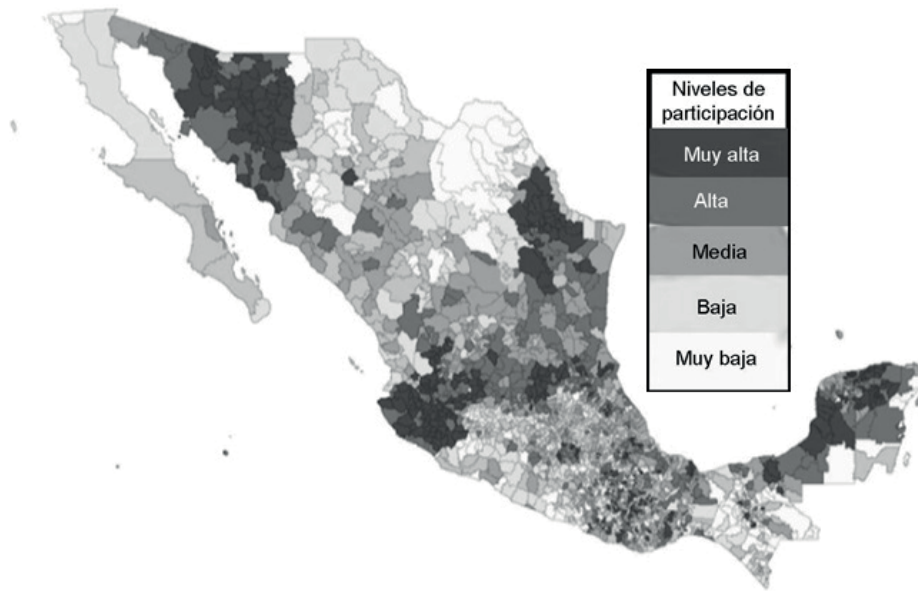 Niveles de
participación
Muy alta
Alta
Media
Baja
Muy baja